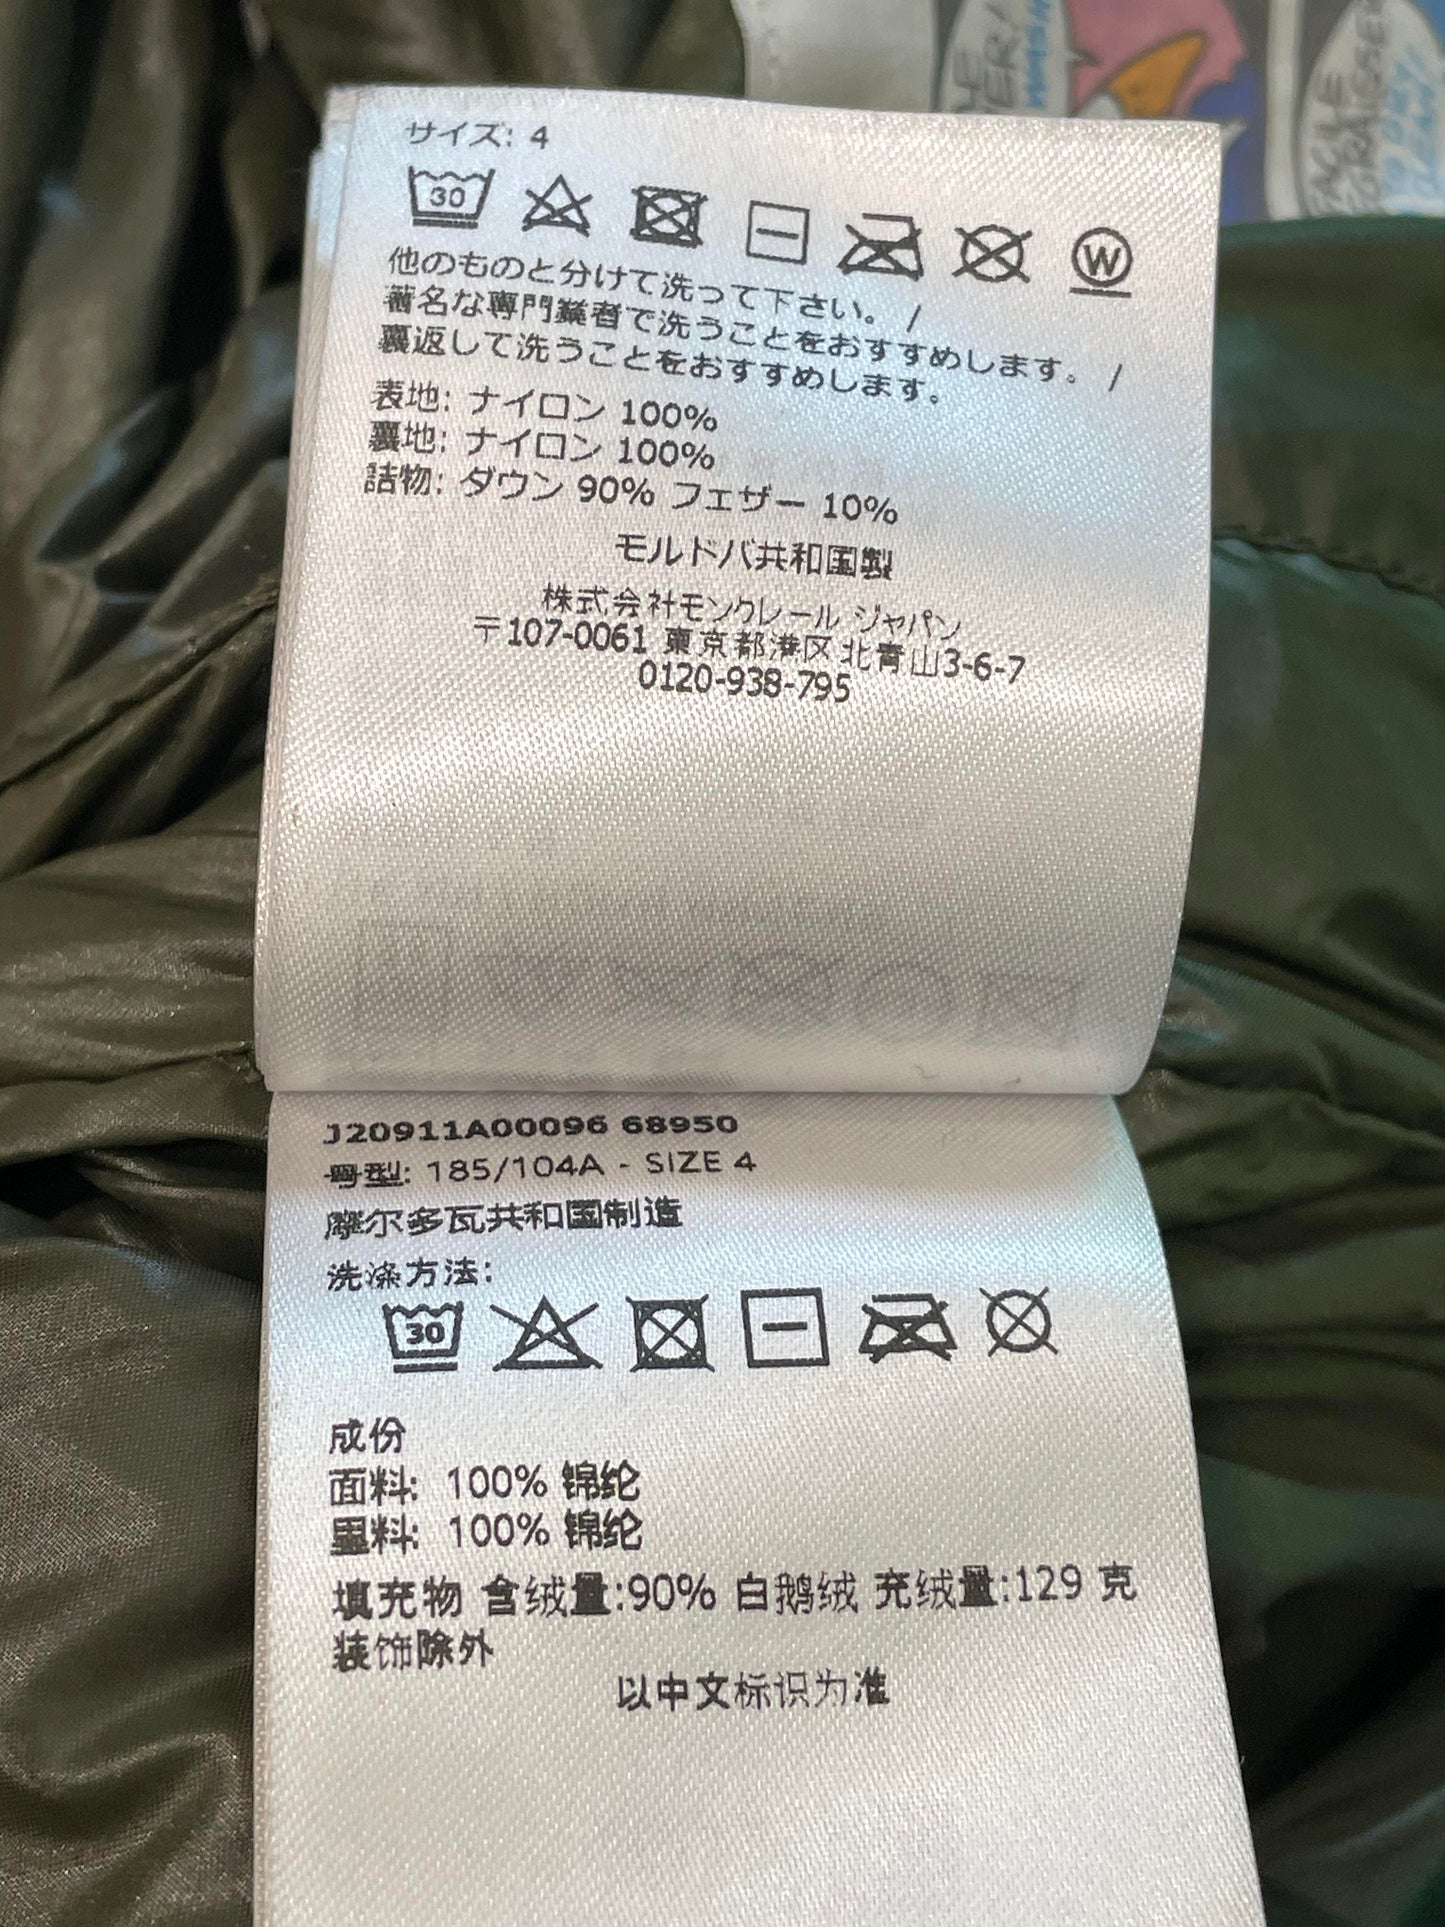 サイズ: 4
30
W
他のものと分けて洗って下さい。 /
著名な専門業者で洗うことをおすすめします。 /
裏返して洗うことをおすすめします。
表地: ナイロン 100%
裏地: ナイロン 100%
詰物: ダウン 90% フェザー 10%
モルドバ共和国製
株式会社モンクレール ジャパン
〒107-0061 東京都港区北青山3-6-7
0120-938-795
J20911A00096 68950
号型: 185/104A - SIZE 4
摩尔多瓦共和国制造
洗涤方法:
30
成份
面料: 100% 锦纶
里料: 100% 锦纶
填充物 含绒量:90% 白鹅绒 充绒量:129 克
装饰除外
以中文标识为准